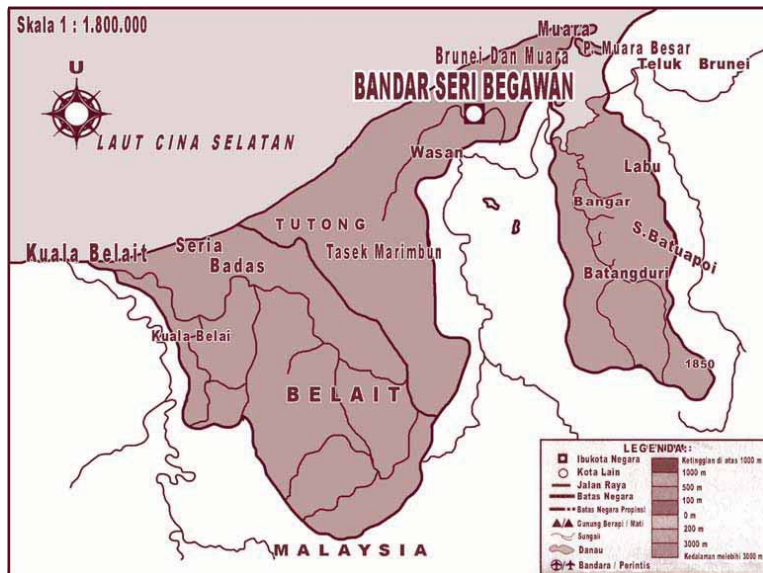 Skala 1 : 1.800.000
U
LAUT CINA SELATAN
Muara
P. Muara Besar
Brunei Dan Muara
Teluk Brunei
BANDAR SERI BEGAWAN
Wasan
Labu
Bangar
TUTONG
S.Batuapoi
Kuala Belait
Seria
Tasek Marimbun
Badas
Batangduri
Kuala Belai
1850
BELAIT
MALAYSIA
LEGENDA:
Ibukota Negara
Kota Lain
Jalan Raya
Batas Negara
Batas Negara Propinsi
Gunung Berapi / Mati
Sungai
Danau
Bandara / Perintis
Ketinggian di atas 1000 m
1000 m
500 m
100 m
0 m
200 m
3000 m
Kedalaman melebihi 3000 m